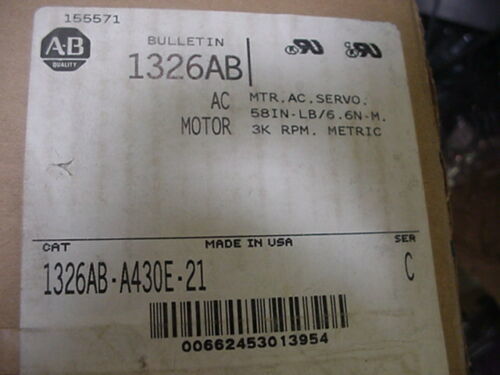 155571
A-B
QUALITY
BULLETIN
1326AB
AC
MOTOR
MTR.AC.SERVO.
58IN-LB/6.6N-M.
3K RPM. METRIC
CAT
MADE IN USA
SER
1326AB-A430E-21
C
00662453013954